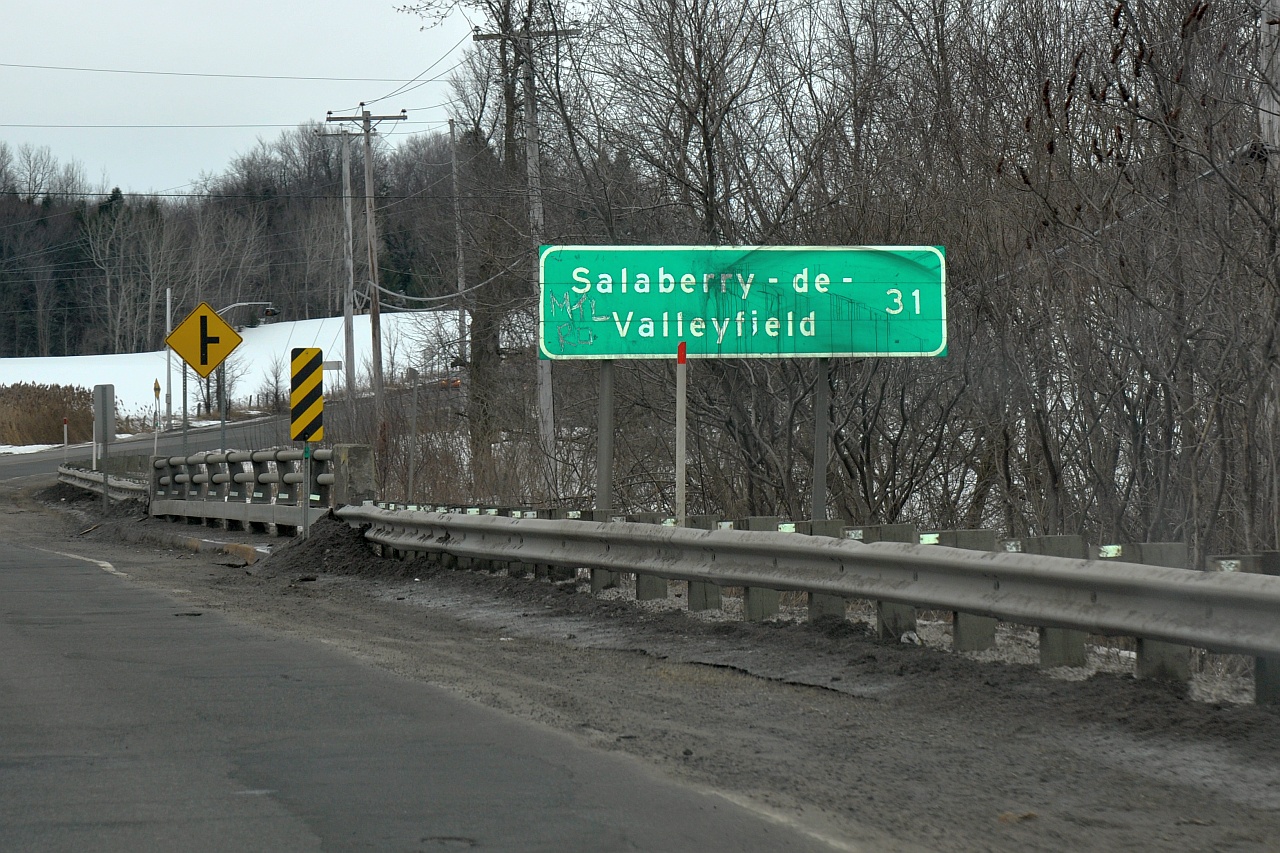 Salaberry - de -
Valleyfield
31